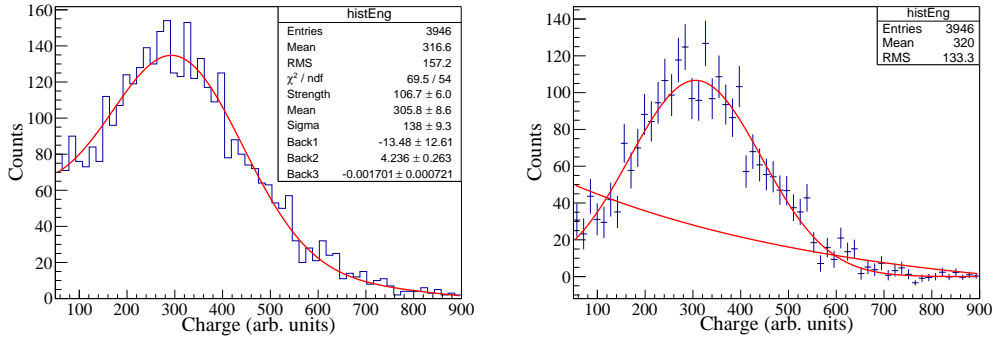 histEng
Entries 3946
Mean 316.6
RMS 157.2
χ² / ndf 69.5 / 54
Strength 106.7 ± 6.0
Mean 305.8 ± 8.6
Sigma 138 ± 9.3
Back1 -13.48 ± 12.61
Back2 4.236 ± 0.263
Back3 -0.001701 ± 0.000721
Counts
160
140
120
100
80
60
40
20
0
100 200 300 400 500 600 700 800 900
Charge (arb. units)
histEng
Entries 3946
Mean 320
RMS 133.3
Counts
140
120
100
80
60
40
20
0
100 200 300 400 500 600 700 800 900
Charge (arb. units)